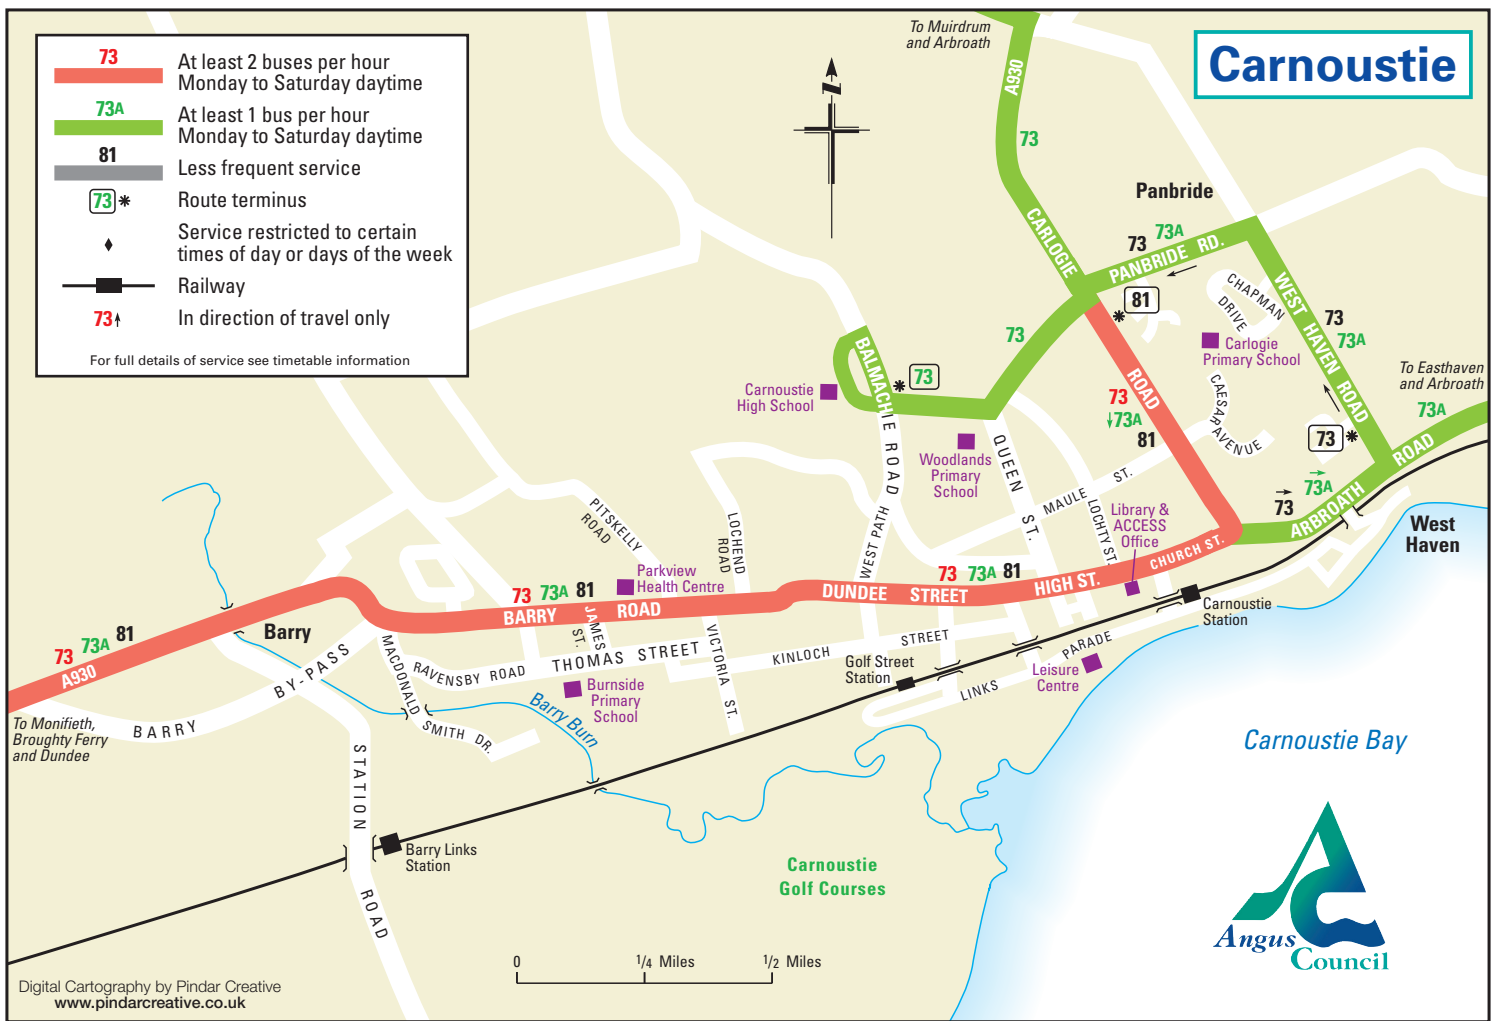 Carnoustie
73
At least 2 buses per hour
Monday to Saturday daytime
73A
At least 1 bus per hour
Monday to Saturday daytime
81
Less frequent service
73 *
Route terminus
Service restricted to certain
times of day or days of the week
Railway
73
In direction of travel only
For full details of service see timetable information
To Muirdrum
and Arbroath
N
A930
73
Panbride
CARLOGIE
73
73A
PANBRIDE RD.
81
*
CHAPMAN
DRIVE
WEST HAVEN ROAD
73
73A
73
Carlogie
Primary School
To Easthaven
and Arbroath
73A
BALMACHIE ROAD
* 73
Carnoustie
High School
ROAD
73
73A
81
CAESAR
AVENUE
73 *
ROAD
Woodlands
Primary
School
QUEEN
ST.
MAULE
ST.
LOCHTY ST.
73A
73
ARBROATH
West
Haven
Library &
ACCESS
Office
PITSKELLY
ROAD
LOCHEND
ROAD
WEST PATH
CHURCH ST.
Parkview
Health Centre
73
73A
81
73
73A
81
DUNDEE STREET
HIGH ST.
BARRY ROAD
JAMES
ST.
Carnoustie
Station
Barry
73
73A
81
A930
MACDONALD
SMITH DR.
RAVENSBY ROAD
THOMAS STREET
VICTORIA ST.
KINLOCH
STREET
Golf Street
Station
PARADE
LINKS
Leisure
Centre
Burnside
Primary
School
Barry Burn
BARRY
BY-PASS
To Monifieth,
Broughty Ferry
and Dundee
STATION
ROAD
Barry Links
Station
Carnoustie Bay
Carnoustie
Golf Courses
Angus
Council
0
1/4 Miles
1/2 Miles
Digital Cartography by Pindar Creative
www.pindarcreative.co.uk